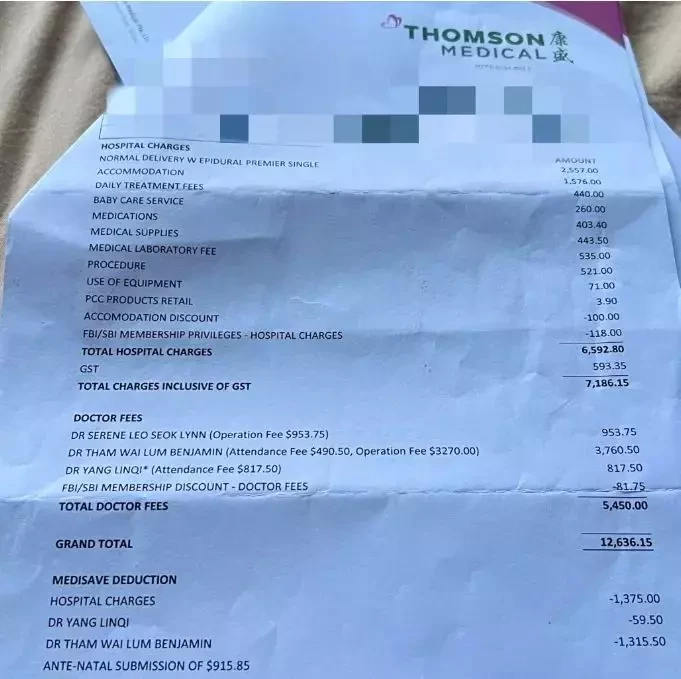 THOMSON 康盛
MEDICAL
HOSPITAL CHARGES
AMOUNT
NORMAL DELIVERY W EPIDURAL PREMIER SINGLE 2,557.00
ACCOMMODATION 1,576.00
DAILY TREATMENT FEES 440.00
BABY CARE SERVICE 260.00
MEDICATIONS 403.40
MEDICAL SUPPLIES 443.50
MEDICAL LABORATORY FEE 535.00
PROCEDURE 521.00
USE OF EQUIPMENT 71.00
PCC PRODUCTS RETAIL 3.90
ACCOMODATION DISCOUNT -100.00
FBI/SBI MEMBERSHIP PRIVILEGES - HOSPITAL CHARGES -118.00
TOTAL HOSPITAL CHARGES 6,592.80
GST 593.35
TOTAL CHARGES INCLUSIVE OF GST 7,186.15
DOCTOR FEES
DR SERENE LEO SEOK LYNN (Operation Fee $953.75) 953.75
DR THAM WAI LUM BENJAMIN (Attendance Fee $490.50, Operation Fee $3270.00) 3,760.50
DR YANG LINQI* (Attendance Fee $817.50) 817.50
FBI/SBI MEMBERSHIP DISCOUNT - DOCTOR FEES -81.75
TOTAL DOCTOR FEES 5,450.00
GRAND TOTAL 12,636.15
MEDISAVE DEDUCTION
HOSPITAL CHARGES -1,375.00
DR YANG LINQI -59.50
DR THAM WAI LUM BENJAMIN -1,315.50
ANTE-NATAL SUBMISSION OF $915.85